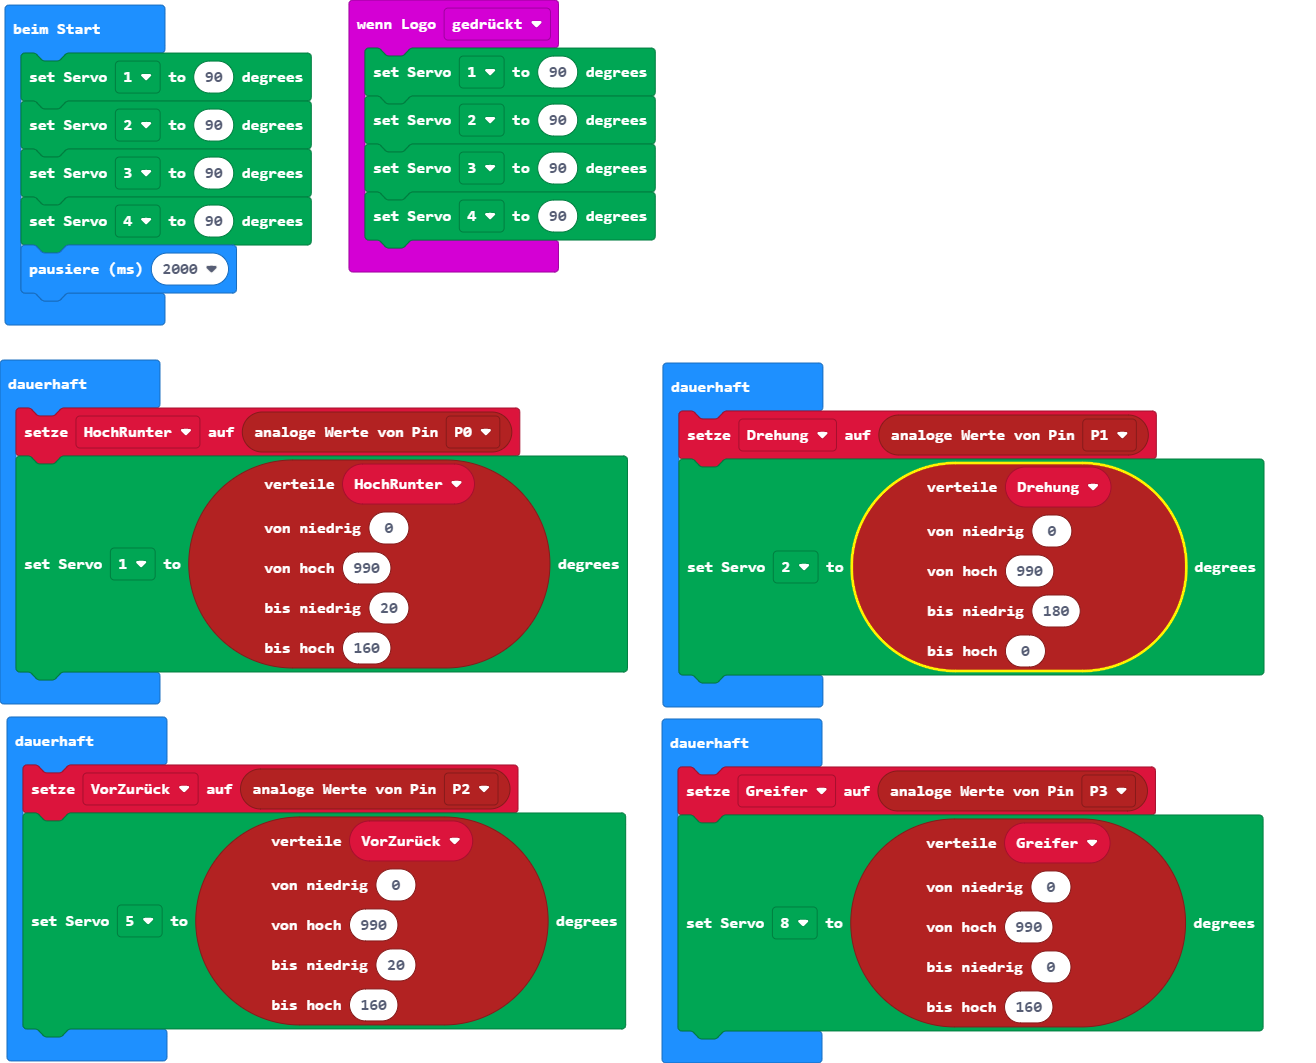 beim Start
set Servo 1 to 90 degrees
set Servo 2 to 90 degrees
set Servo 3 to 90 degrees
set Servo 4 to 90 degrees
pausiere (ms) 2000
wenn Logo gedrückt
set Servo 1 to 90 degrees
set Servo 2 to 90 degrees
set Servo 3 to 90 degrees
set Servo 4 to 90 degrees
dauerhaft
setze HochRunter auf analoge Werte von Pin P0
verteile HochRunter
von niedrig 0
von hoch 990
set Servo 1 to degrees
bis niedrig 20
bis hoch 160
dauerhaft
setze Drehung auf analoge Werte von Pin P1
verteile Drehung
von niedrig 0
von hoch 990
set Servo 2 to degrees
bis niedrig 180
bis hoch 0
dauerhaft
setze VorZurück auf analoge Werte von Pin P2
verteile VorZurück
von niedrig 0
von hoch 990
set Servo 5 to degrees
bis niedrig 20
bis hoch 160
dauerhaft
setze Greifer auf analoge Werte von Pin P3
verteile Greifer
von niedrig 0
von hoch 990
set Servo 8 to degrees
bis niedrig 0
bis hoch 160